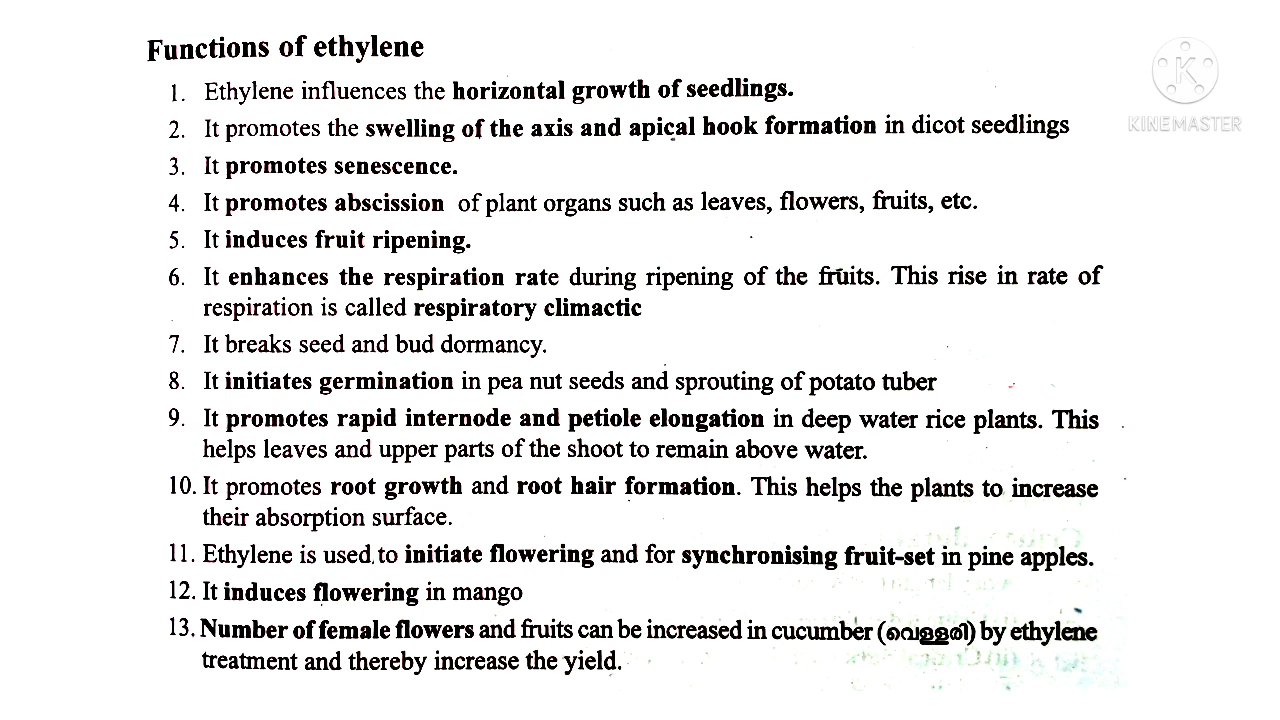 Functions of ethylene
1. Ethylene influences the horizontal growth of seedlings.
2. It promotes the swelling of the axis and apical hook formation in dicot seedlings
3. It promotes senescence.
4. It promotes abscission of plant organs such as leaves, flowers, fruits, etc.
5. It induces fruit ripening.
6. It enhances the respiration rate during ripening of the fruits. This rise in rate of
respiration is called respiratory climactic
7. It breaks seed and bud dormancy.
8. It initiates germination in pea nut seeds and sprouting of potato tuber
9. It promotes rapid internode and petiole elongation in deep water rice plants. This
helps leaves and upper parts of the shoot to remain above water.
10. It promotes root growth and root hair formation. This helps the plants to increase
their absorption surface.
11. Ethylene is used to initiate flowering and for synchronising fruit-set in pine apples.
12. It induces flowering in mango
13. Number of female flowers and fruits can be increased in cucumber (വെള്ളരി) by ethylene
treatment and thereby increase the yield.
K
KINEMASTER